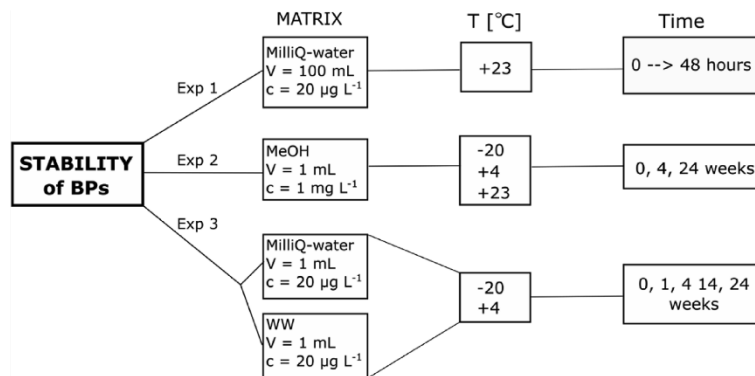 MATRIX
T [℃]
Time
STABILITY
of BPs
Exp 1
MilliQ-water
V = 100 mL
c = 20 µg L⁻¹
+23
0 --> 48 hours
Exp 2
MeOH
V = 1 mL
c = 1 mg L⁻¹
-20
+4
+23
0, 4, 24 weeks
Exp 3
MilliQ-water
V = 1 mL
c = 20 µg L⁻¹
WW
V = 1 mL
c = 20 µg L⁻¹
-20
+4
0, 1, 4 14, 24
weeks